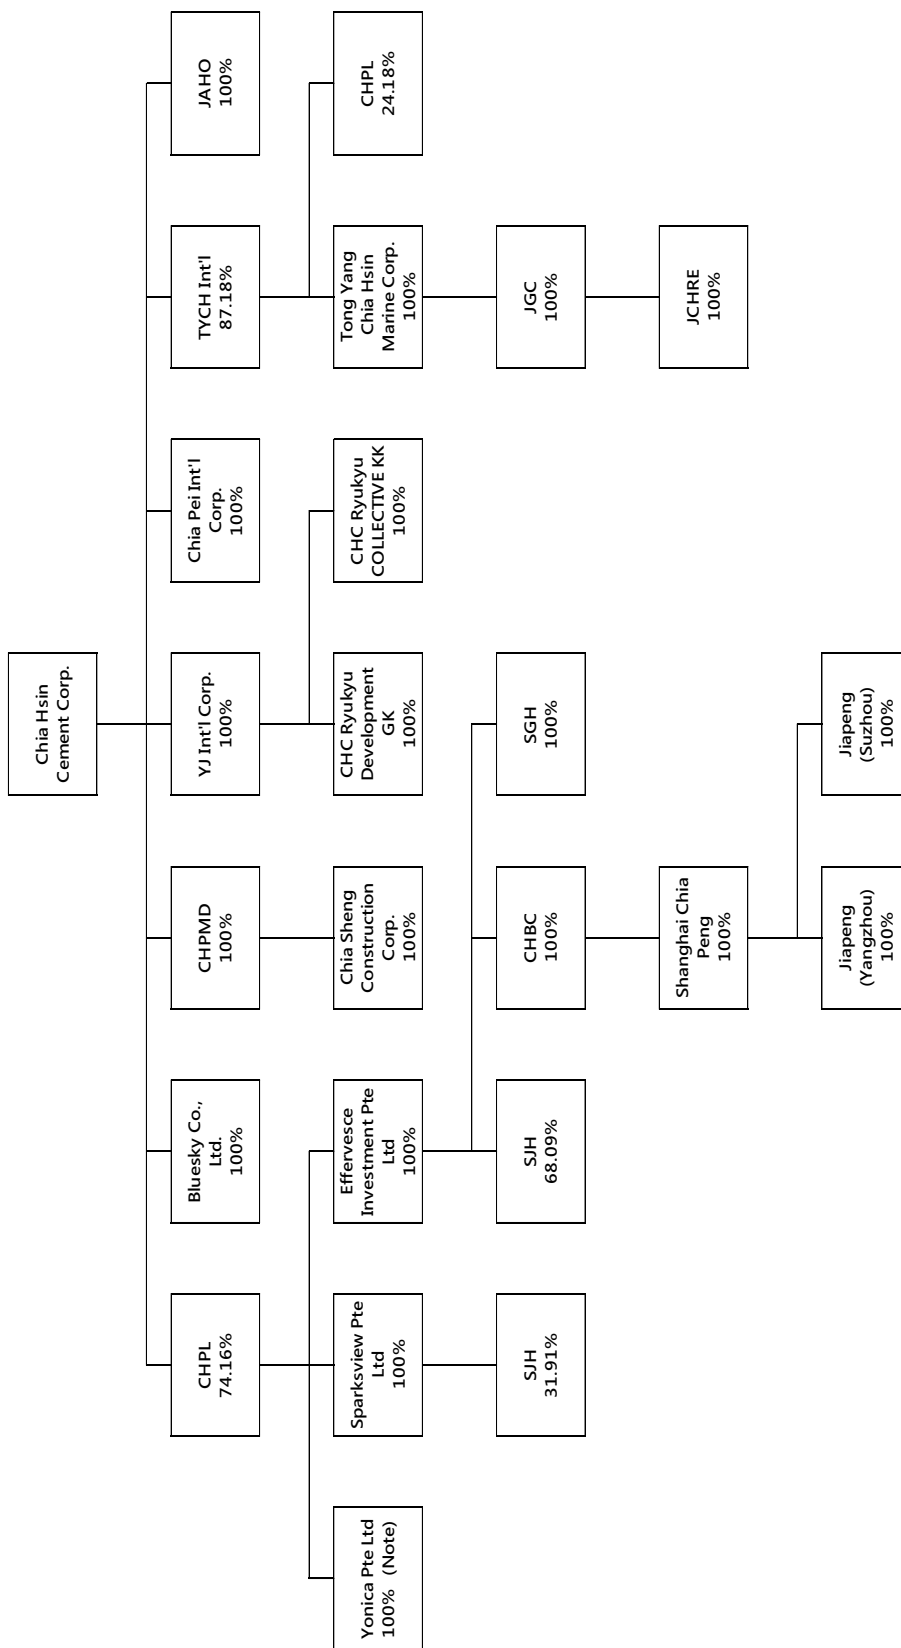 Chia Hsin
Cement Corp.
CHPL
74.16%
Bluesky Co.,
Ltd.
100%
CHPMD
100%
YJ Int'l Corp.
100%
Chia Pei Int'l
Corp.
100%
TYCH Int'l
87.18%
JAHO
100%
Yonica Pte Ltd
100% (Note)
Sparksview Pte
Ltd
100%
Effervesce
Investment Pte
Ltd
100%
Chia Sheng
Construction
Corp.
100%
CHC Ryukyu
Development
GK
100%
CHC Ryukyu
COLLECTIVE KK
100%
Tong Yang
Chia Hsin
Marine Corp.
100%
CHPL
24.18%
SJH
31.91%
SJH
68.09%
CHBC
100%
SGH
100%
JGC
100%
Shanghai Chia
Peng
100%
JCHRE
100%
Jiapeng
(Yangzhou)
100%
Jiapeng
(Suzhou)
100%